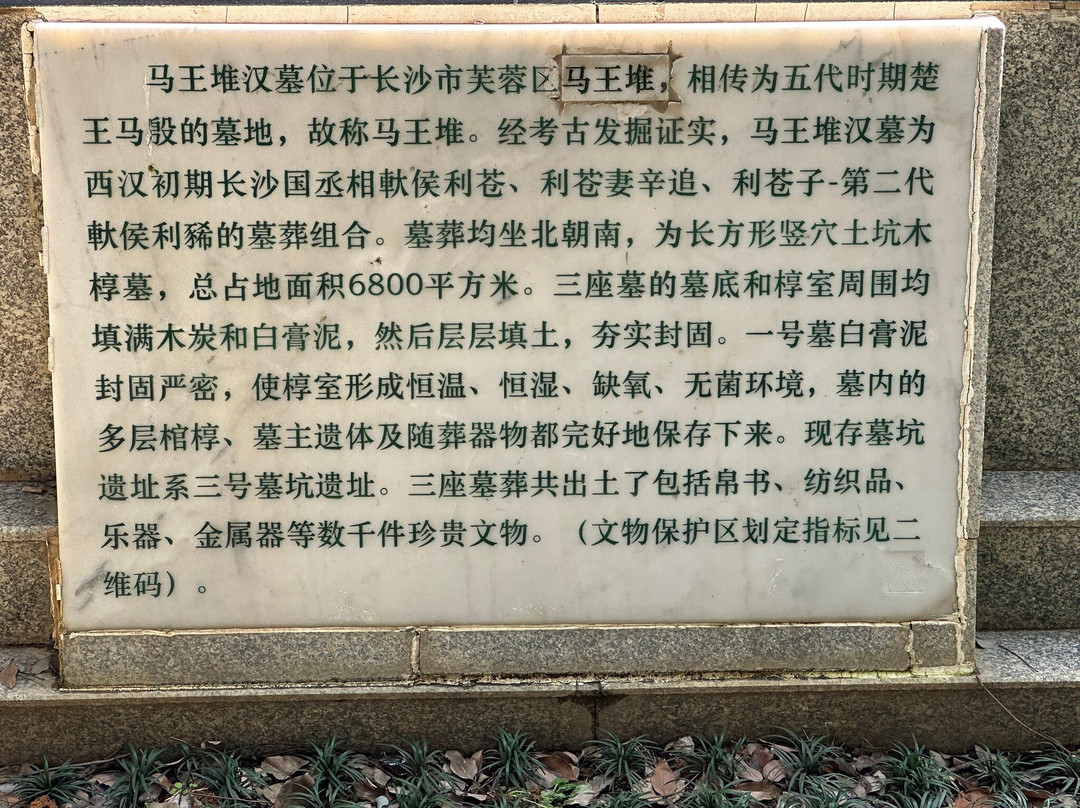 马王堆汉墓位于长沙市芙蓉区马王堆，相传为五代时期楚
王马殷的墓地，故称马王堆。经考古发掘证实，马王堆汉墓为
西汉初期长沙国丞相軑侯利苍、利苍妻辛追、利苍子-第二代
軑侯利豨的墓葬组合。墓葬均坐北朝南，为长方形竖穴土坑木
椁墓，总占地面积6800平方米。三座墓的墓底和椁室周围均
填满木炭和白膏泥，然后层层填土，夯实封固。一号墓白膏泥
封固严密，使椁室形成恒温、恒湿、缺氧、无菌环境，墓内的
多层棺椁、墓主遗体及随葬器物都完好地保存下来。现存墓坑
遗址系三号墓坑遗址。三座墓葬共出土了包括帛书、纺织品、
乐器、金属器等数千件珍贵文物。（文物保护区划定指标见二
维码）。